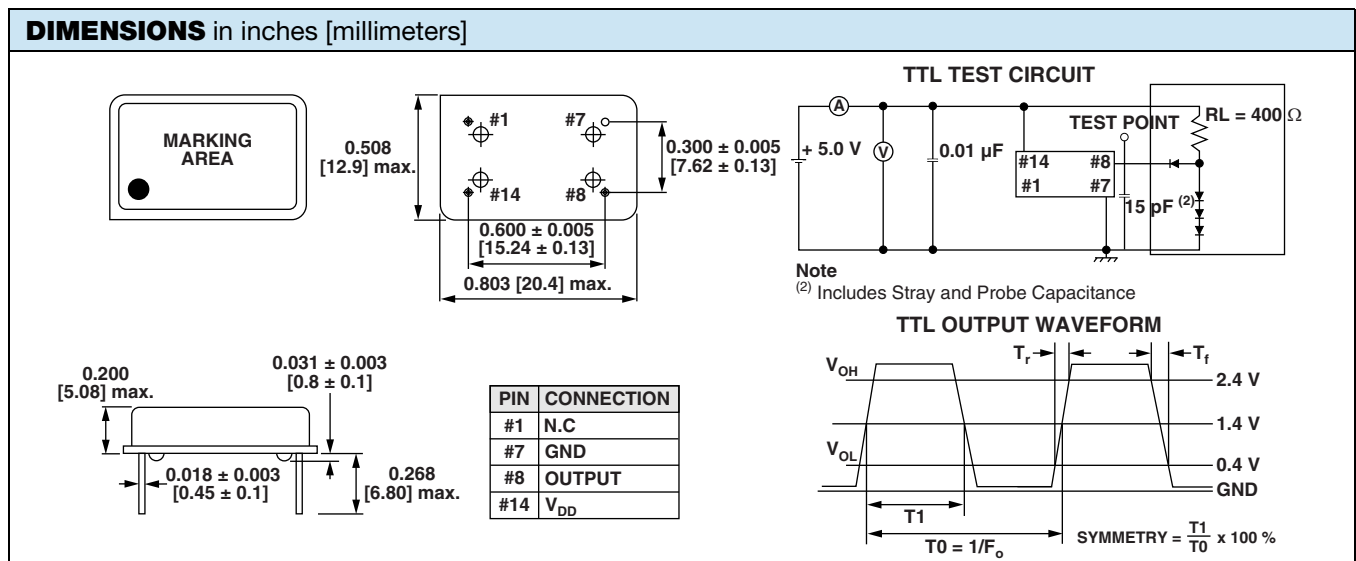 DIMENSIONS in inches [millimeters]
MARKING
AREA
0.508
[12.9] max.
#1
#7
#14
#8
0.300 ± 0.005
[7.62 ± 0.13]
0.600 ± 0.005
[15.24 ± 0.13]
0.803 [20.4] max.
TTL TEST CIRCUIT
A
+ 5.0 V
V
0.01 µF
TEST POINT
RL = 400 Ω
#14 #8
#1 #7
15 pF (2)
Note
(2) Includes Stray and Probe Capacitance
0.200
[5.08] max.
0.031 ± 0.003
[0.8 ± 0.1]
0.018 ± 0.003
[0.45 ± 0.1]
0.268
[6.80] max.
PIN CONNECTION
#1 N.C
#7 GND
#8 OUTPUT
#14 VDD
TTL OUTPUT WAVEFORM
Tr
Tf
VOH
2.4 V
1.4 V
VOL
0.4 V
GND
T1
T0 = 1/Fo
SYMMETRY = T1/T0 x 100 %